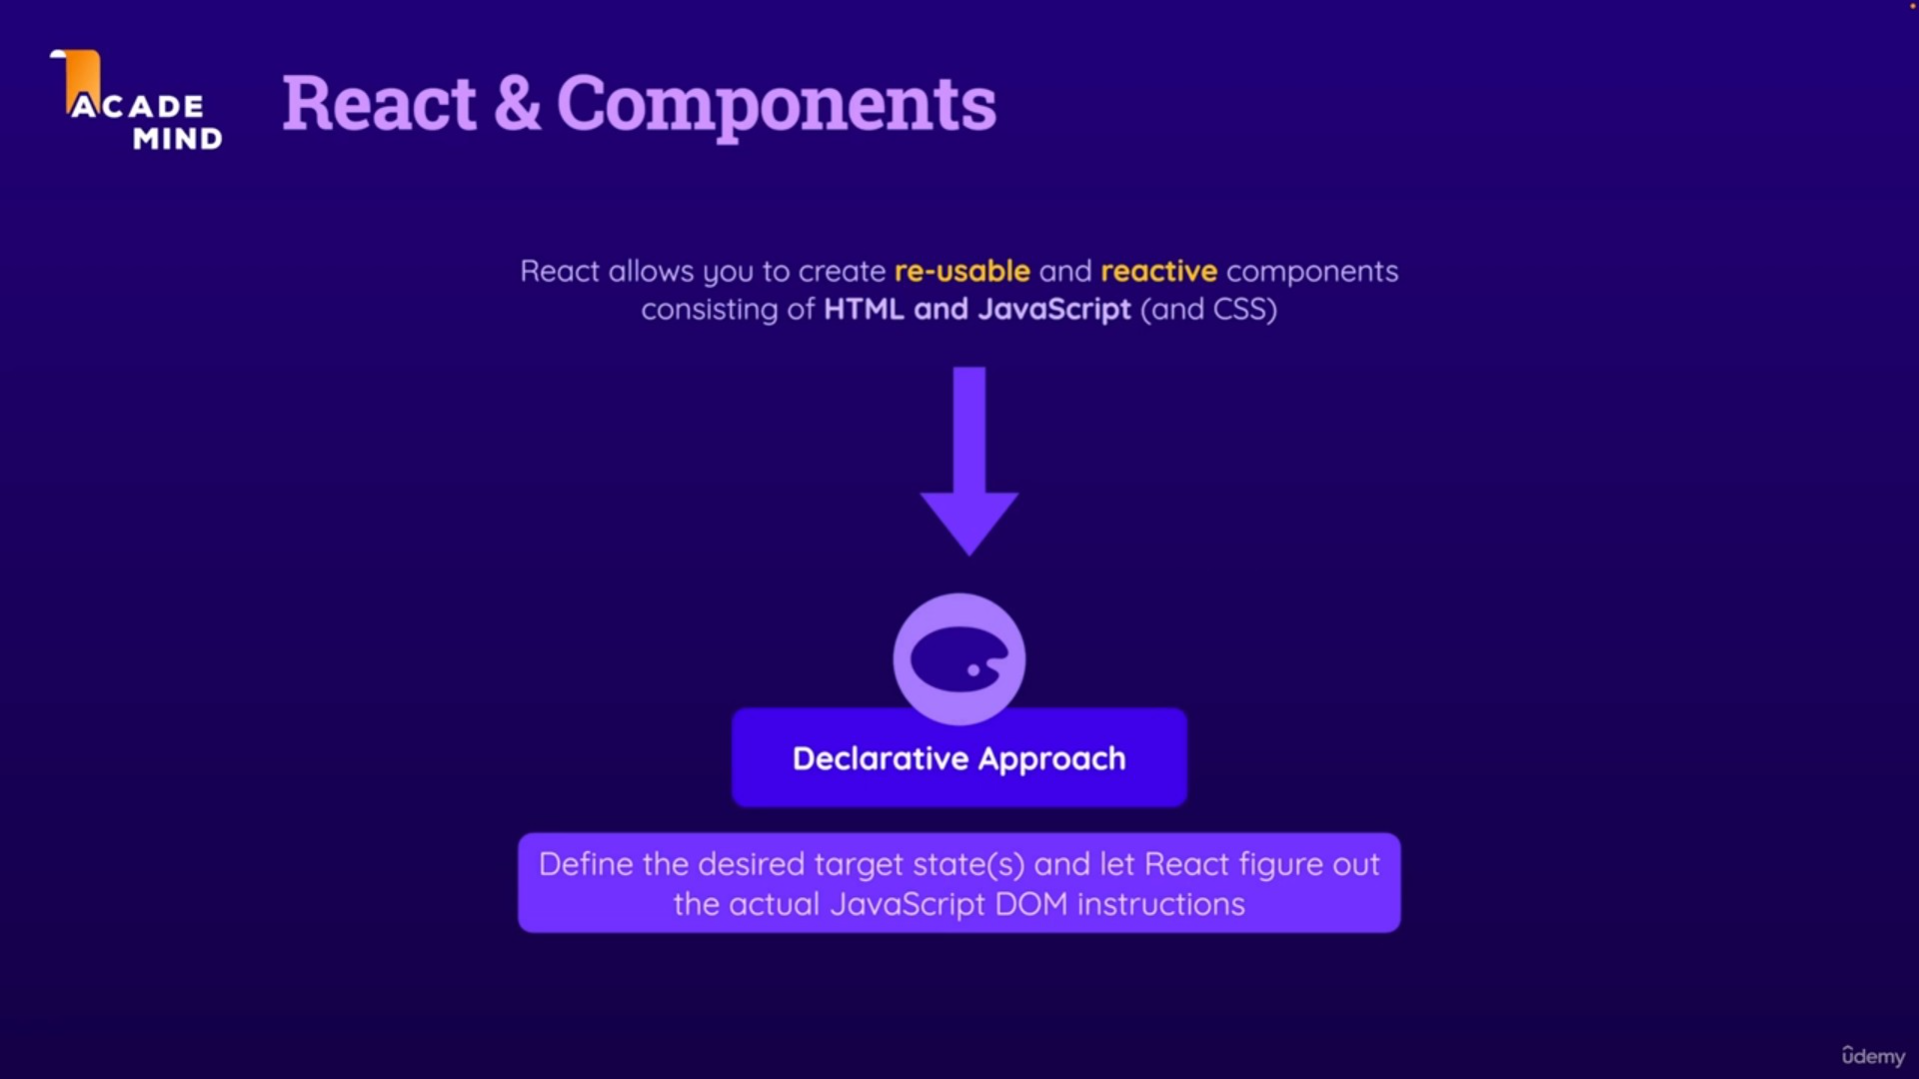 ACADE
MIND
React & Components
React allows you to create re-usable and reactive components
consisting of HTML and JavaScript (and CSS)
Declarative Approach
Define the desired target state(s) and let React figure out
the actual JavaScript DOM instructions
ûdemy